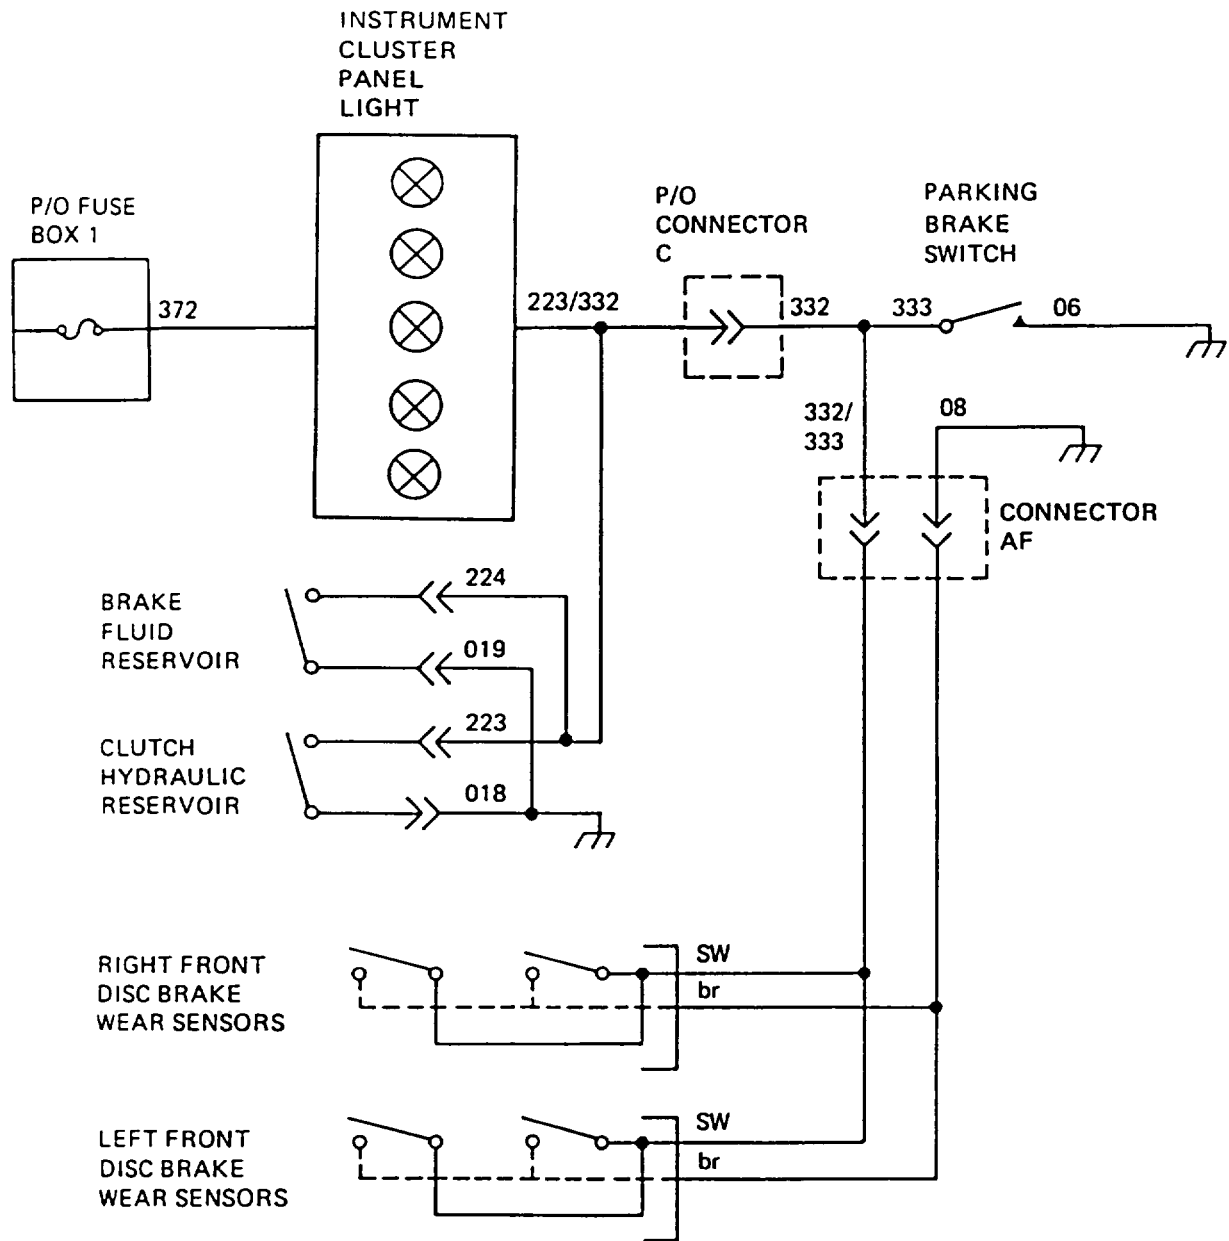 INSTRUMENT
CLUSTER
PANEL
LIGHT
P/O FUSE
BOX 1
372
223/332
P/O
CONNECTOR
C
332
PARKING
BRAKE
SWITCH
333
06
332/
333
08
CONNECTOR
AF
BRAKE
FLUID
RESERVOIR
224
019
CLUTCH
HYDRAULIC
RESERVOIR
223
018
RIGHT FRONT
DISC BRAKE
WEAR SENSORS
SW
br
LEFT FRONT
DISC BRAKE
WEAR SENSORS
SW
br